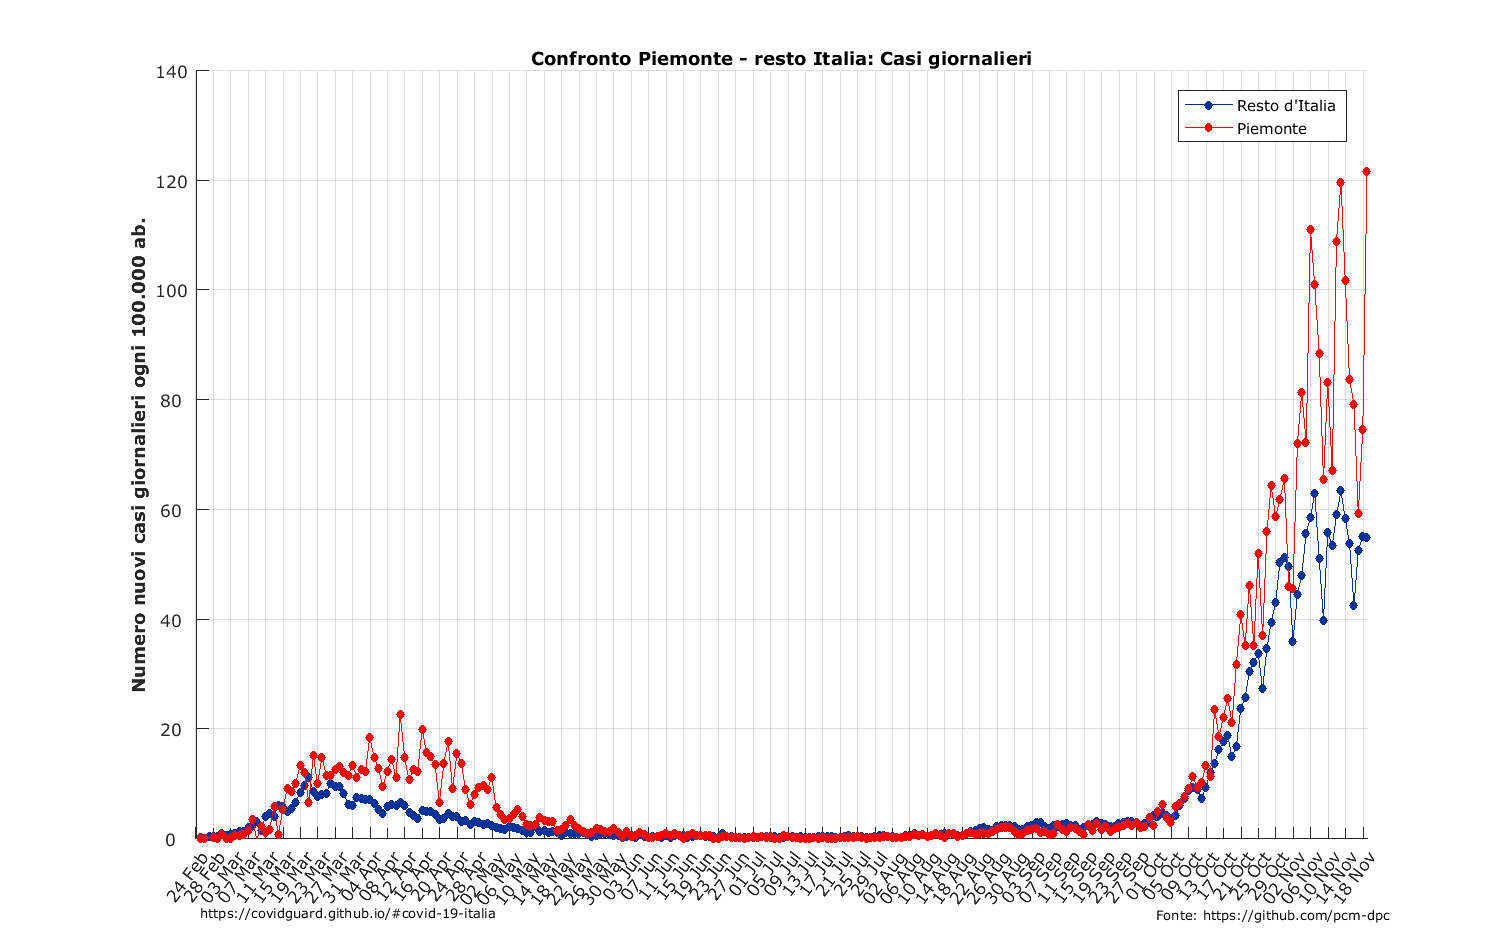 Confronto Piemonte - resto Italia: Casi giornalieri
Resto d'Italia
Piemonte
Numero nuovi casi giornalieri ogni 100.000 ab.
140
120
100
80
60
40
20
0
24 Feb
28 Feb
03 Mar
07 Mar
11 Mar
15 Mar
19 Mar
23 Mar
27 Mar
31 Mar
04 Apr
08 Apr
12 Apr
16 Apr
20 Apr
24 Apr
28 Apr
02 May
06 May
10 May
14 May
18 May
22 May
26 May
30 May
03 Jun
07 Jun
11 Jun
15 Jun
19 Jun
23 Jun
27 Jun
01 Jul
05 Jul
09 Jul
13 Jul
17 Jul
21 Jul
25 Jul
29 Jul
02 Aug
06 Aug
10 Aug
14 Aug
18 Aug
22 Aug
26 Aug
30 Aug
03 Sep
07 Sep
11 Sep
15 Sep
19 Sep
23 Sep
27 Sep
01 Oct
05 Oct
09 Oct
13 Oct
17 Oct
21 Oct
25 Oct
29 Oct
02 Nov
06 Nov
10 Nov
14 Nov
18 Nov
https://covidguard.github.io/#covid-19-italia
Fonte: https://github.com/pcm-dpc